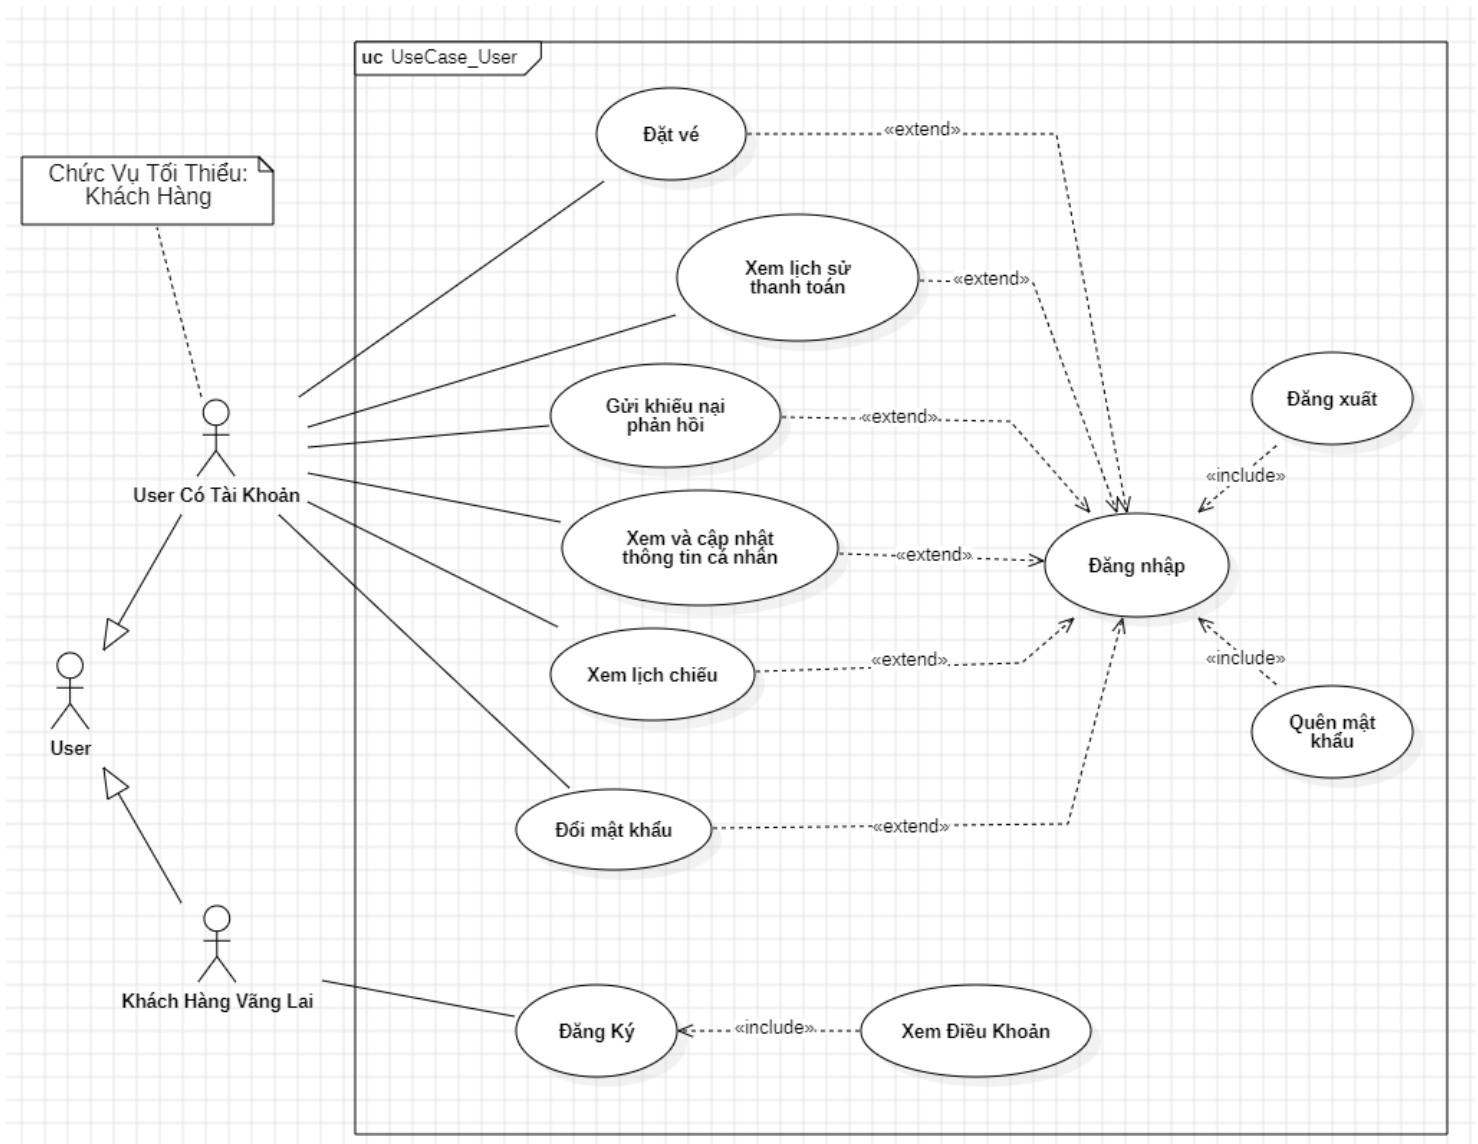 uc UseCase_User
Đặt vé
«extend»
Chức Vụ Tối Thiểu:
Khách Hàng
Xem lịch sử
thanh toán
«extend»
Gửi khiếu nại
phản hồi
«extend»
Đăng xuất
«include»
User Có Tài Khoản
Xem và cập nhật
thông tin cá nhân
«extend»
Đăng nhập
Xem lịch chiếu
«extend»
«include»
User
Quên mật
khẩu
Đổi mật khẩu
«extend»
Khách Hàng Vãng Lai
Đăng Ký
«include»
Xem Điều Khoản